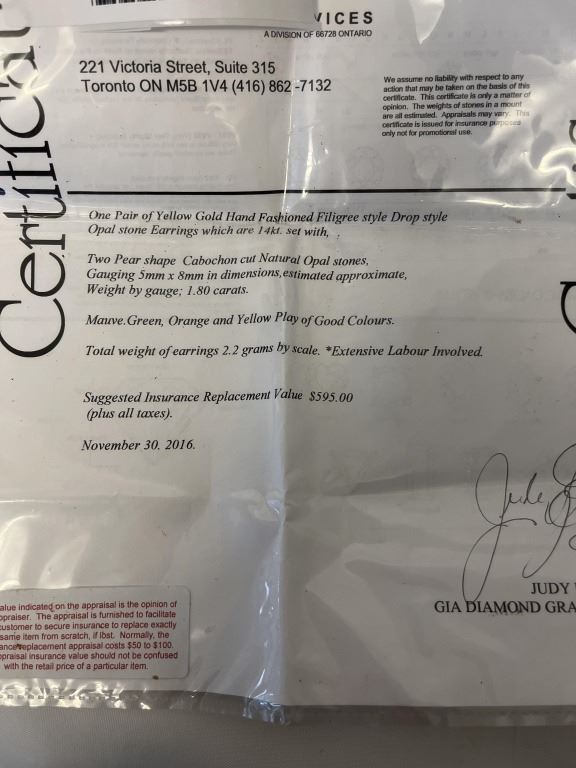 VICES
A DIVISION OF 66728 ONTARIO
221 Victoria Street, Suite 315
Toronto ON M5B 1V4 (416) 862-7132
We assume no liability with respect to any
action that may be taken on the basis of this
certificate. This certificate is only a matter of
opinion. The weights of stones in a mount
are all estimated. Appraisals may vary. This
certificate is issued for insurance purposes
only not for promotional use.
Certificat
One Pair of Yellow Gold Hand Fashioned Filigree style Drop style
Opal stone Earrings which are 14kt. set with,
Two Pear shape Cabochon cut Natural Opal stones,
Gauging 5mm x 8mm in dimensions,estimated approximate,
Weight by gauge; 1.80 carats.
Mauve.Green, Orange and Yellow Play of Good Colours.
Total weight of earrings 2.2 grams by scale. *Extensive Labour Involved.
Suggested Insurance Replacement Value $595.00
(plus all taxes).
November 30. 2016.
JUDY
GIA DIAMOND GRA
alue indicated on the appraisal is the opinion of
ppraiser. The appraisal is furnished to facilitate
ustomer to secure insurance to replace exactly
same item from scratch, if lost. Normally, the
ance replacement appraisal costs $50 to $100.
ppraisal insurance value should not be confused
with the retail price of a particular item.